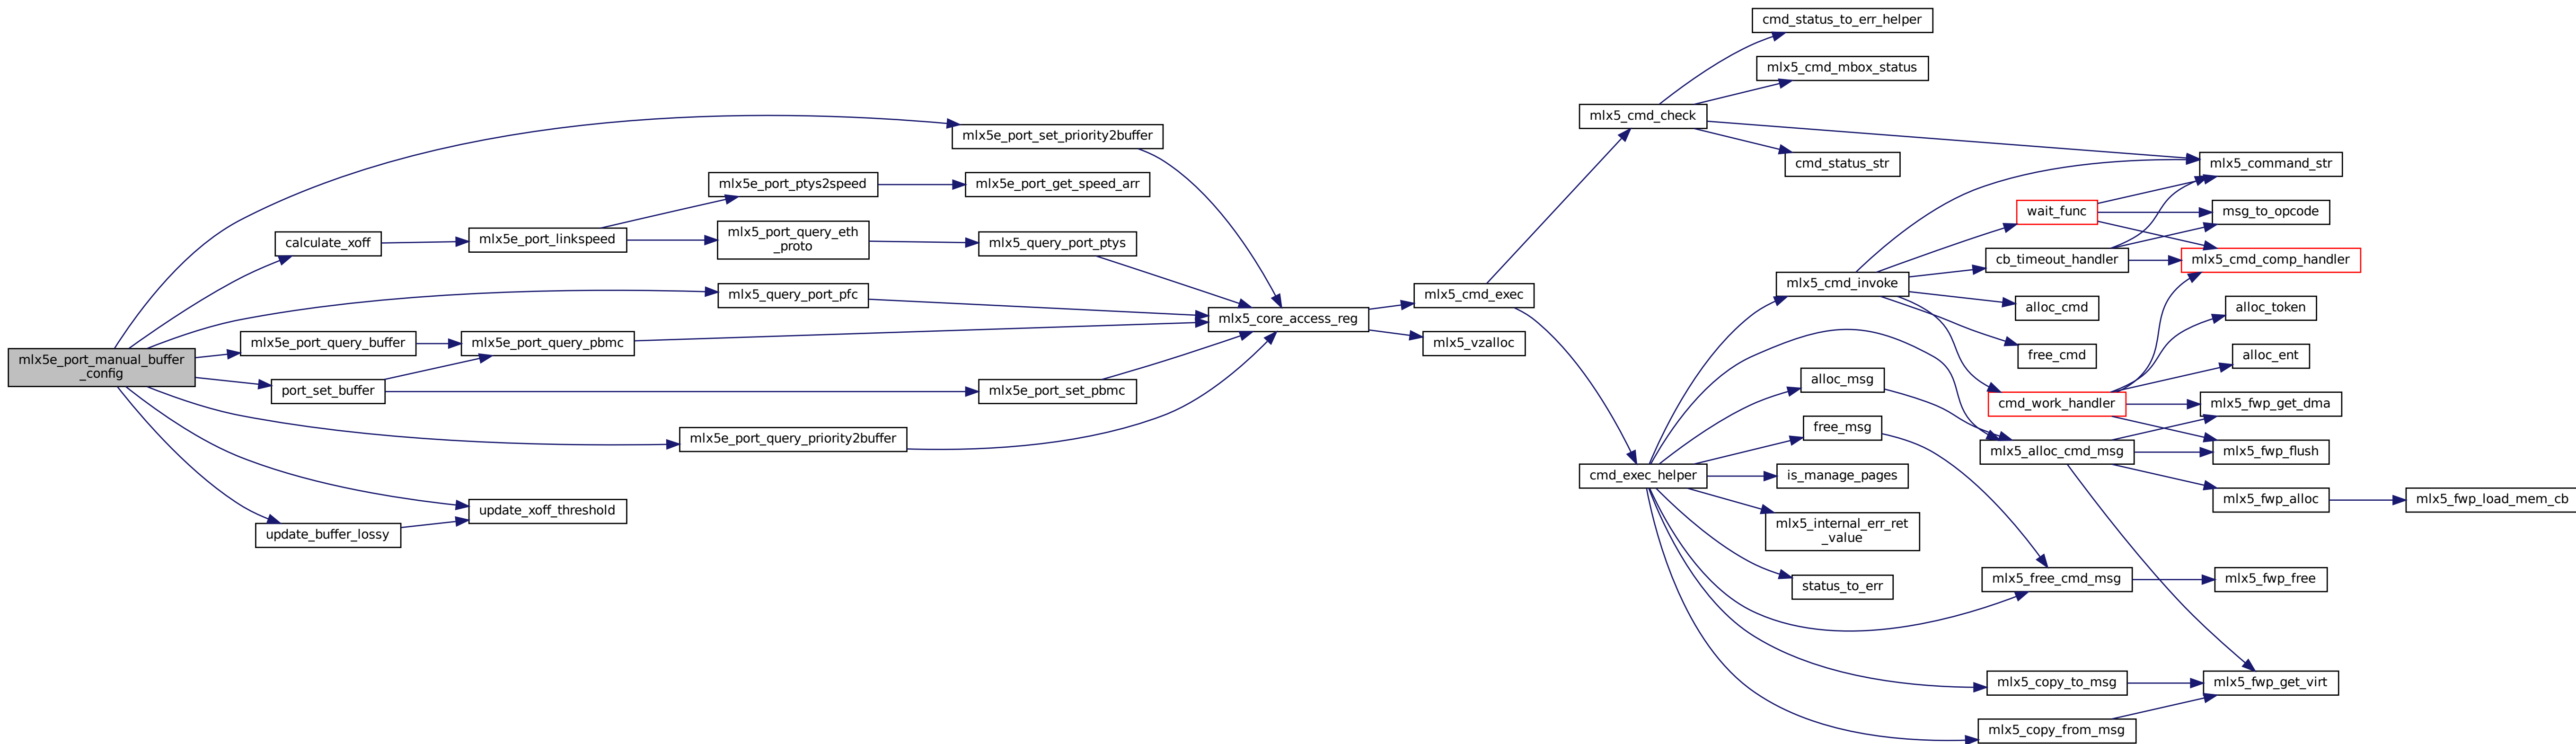 mlx5e_port_manual_buffer
_config
calculate_xoff
mlx5e_port_query_buffer
port_set_buffer
update_buffer_lossy
mlx5e_port_linkspeed
mlx5e_port_query_pbmc
update_xoff_threshold
mlx5e_port_ptys2speed
mlx5_port_query_eth
_proto
mlx5_query_port_pfc
mlx5e_port_query_priority2buffer
mlx5e_port_set_priority2buffer
mlx5e_port_get_speed_arr
mlx5_query_port_ptys
mlx5e_port_set_pbmc
mlx5_core_access_reg
mlx5_cmd_exec
mlx5_vzalloc
mlx5_cmd_check
cmd_exec_helper
cmd_status_to_err_helper
mlx5_cmd_mbox_status
cmd_status_str
mlx5_cmd_invoke
alloc_msg
free_msg
is_manage_pages
mlx5_internal_err_ret
_value
status_to_err
wait_func
cb_timeout_handler
alloc_cmd
free_cmd
cmd_work_handler
mlx5_alloc_cmd_msg
mlx5_free_cmd_msg
mlx5_copy_to_msg
mlx5_copy_from_msg
mlx5_command_str
msg_to_opcode
mlx5_cmd_comp_handler
alloc_token
alloc_ent
mlx5_fwp_get_dma
mlx5_fwp_flush
mlx5_fwp_alloc
mlx5_fwp_free
mlx5_fwp_get_virt
mlx5_fwp_load_mem_cb